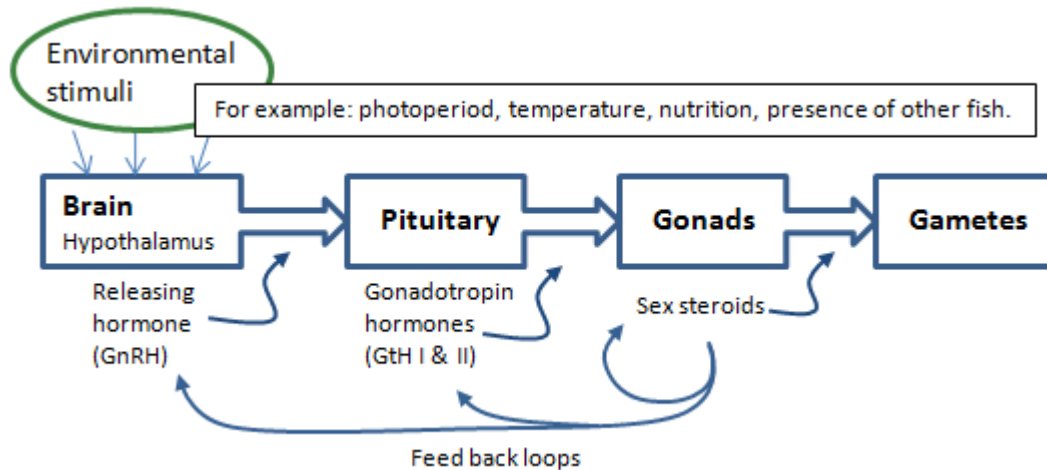 Environmental
stimuli
For example: photoperiod, temperature, nutrition, presence of other fish.
Brain
Hypothalamus
Pituitary
Gonads
Gametes
Releasing
hormone
(GnRH)
Gonadotropin
hormones
(GtH I & II)
Sex steroids
Feed back loops